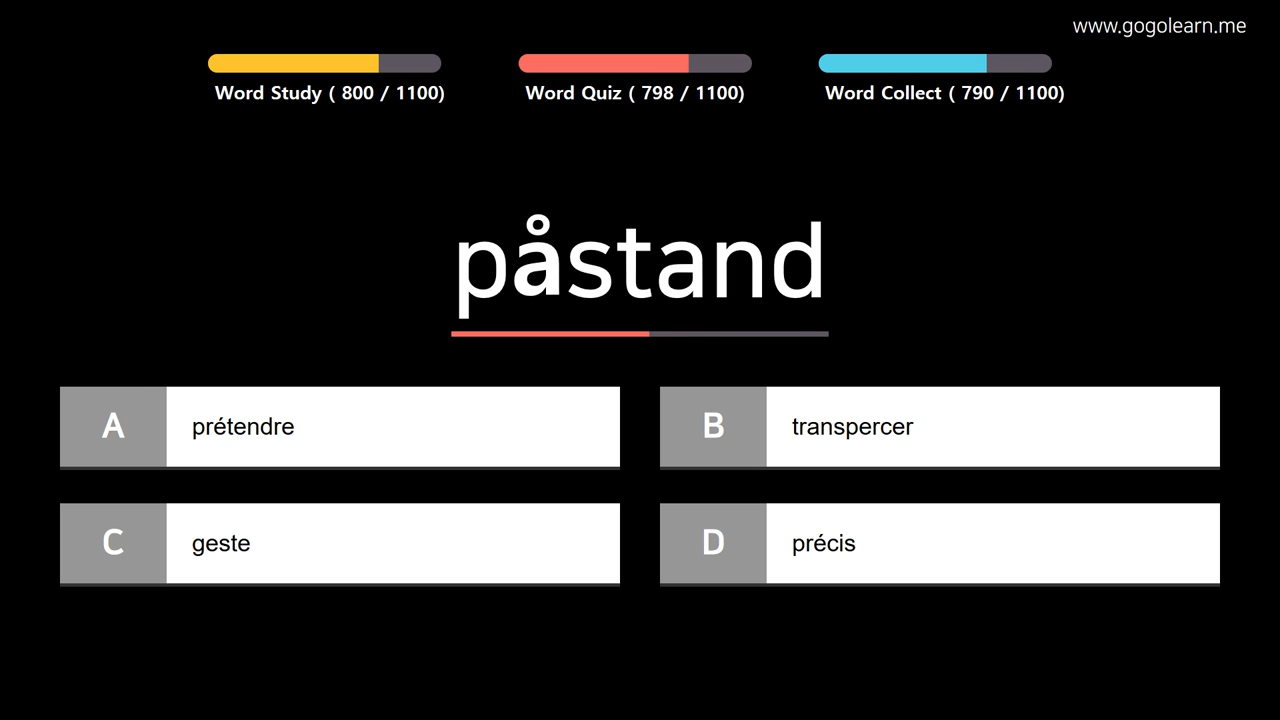 www.gogolearn.me
Word Study ( 800 / 1100)
Word Quiz ( 798 / 1100)
Word Collect ( 790 / 1100)
påstand
A prétendre
B transpercer
C geste
D précis